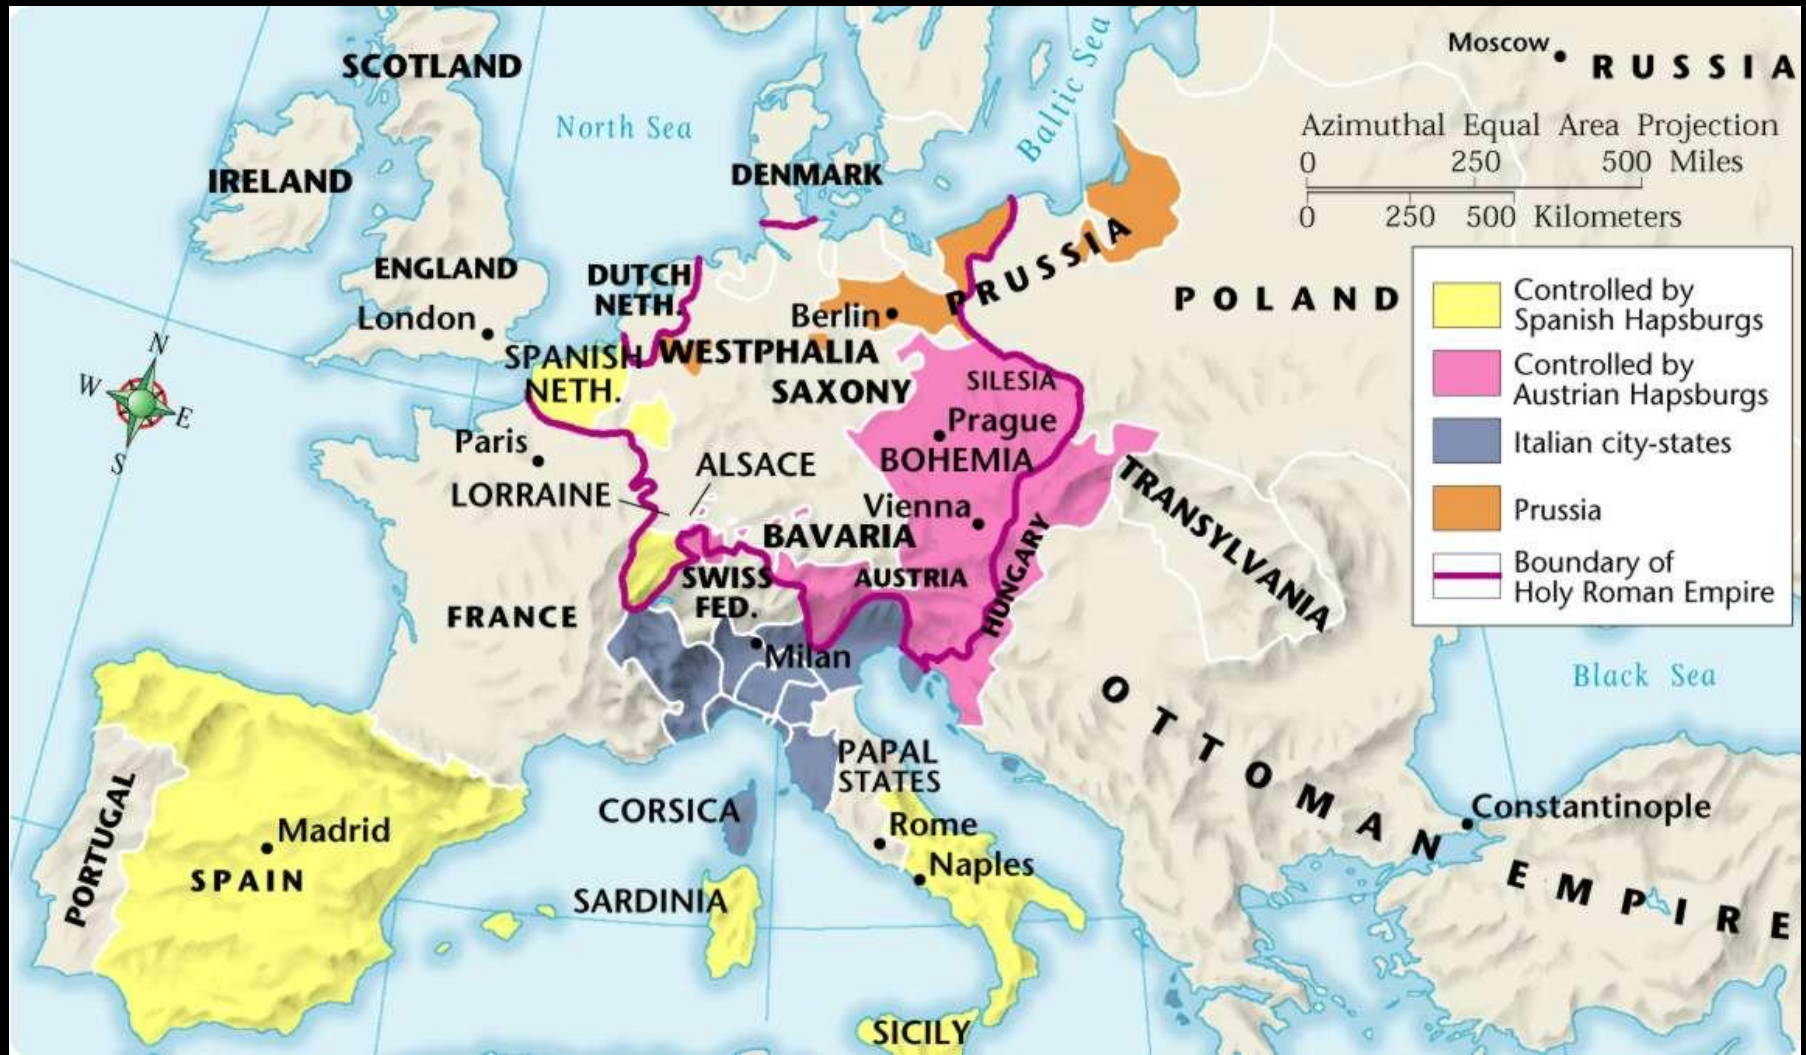 Moscow
RUSSIA
SCOTLAND
Baltic Sea
North Sea
Azimuthal Equal Area Projection
0 250 500 Miles
0 250 500 Kilometers
IRELAND
DENMARK
ENGLAND
London
DUTCH
NETH.
PRUSSIA
Berlin
POLAND
Controlled by
Spanish Hapsburgs
Controlled by
Austrian Hapsburgs
Italian city-states
Prussia
Boundary of
Holy Roman Empire
N
W
E
S
SPANISH
NETH.
WESTPHALIA
SAXONY
SILESIA
Prague
BOHEMIA
Paris
ALSACE
LORRAINE
Vienna
BAVARIA
TRANSYLVANIA
SWISS
FED.
AUSTRIA
HUNGARY
FRANCE
Milan
Black Sea
OTTOMAN EMPIRE
PAPAL
STATES
CORSICA
Constantinople
PORTUGAL
Madrid
SPAIN
Rome
Naples
SARDINIA
SICILY